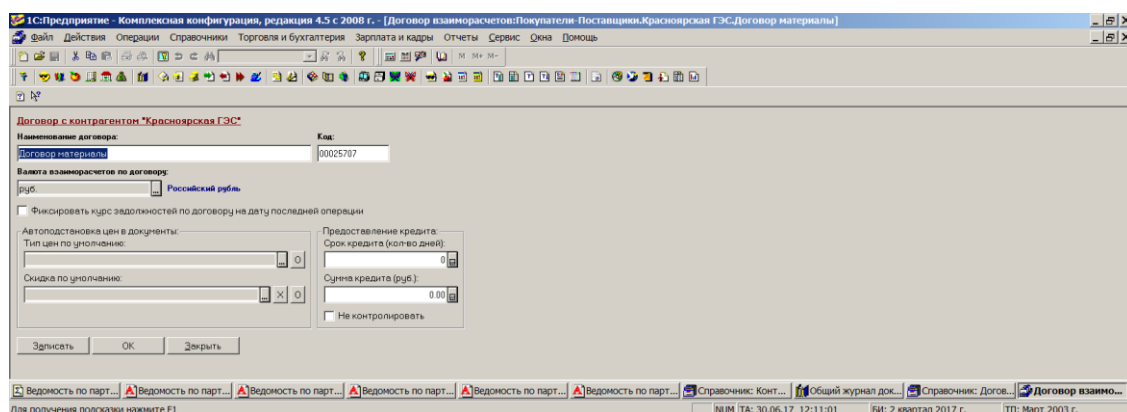 1С:Предприятие - Комплексная конфигурация, редакция 4.5 с 2008 г. - [Договор взаиморасчетов:Покупатели-Поставщики.Красноярская ГЭС.Договор материалы]
Файл Действия Операции Справочники Торговля и бухгалтерия Зарплата и кадры Отчеты Сервис Окна Помощь
M M+ M-
Договор с контрагентом "Красноярская ГЭС"
Наименование договора: Код:
Договор материалы 00025707
Валюта взаиморасчетов по договору:
руб. ... Российский рубль
Фиксировать курс задолжностей по договору на дату последней операции
Автоподстановка цен в документы: Предоставление кредита:
Тип цен по умолчанию: Срок кредита (кол-во дней):
... О 0
Скидка по умолчанию: Сумма кредита (руб.):
... X О 0.00
Не контролировать
Записать OK Закрыть
Ведомость по парт... Ведомость по парт... Ведомость по парт... Ведомость по парт... Ведомость по парт... Ведомость по парт... Справочник: Конт... Общий журнал док... Справочник: Догов... Договор взаимо...
Для получения подсказки нажмите F1 NUM TA: 30.06.17 12:11:01 БИ: 2 квартал 2017 г. ТП: Март 2003 г.